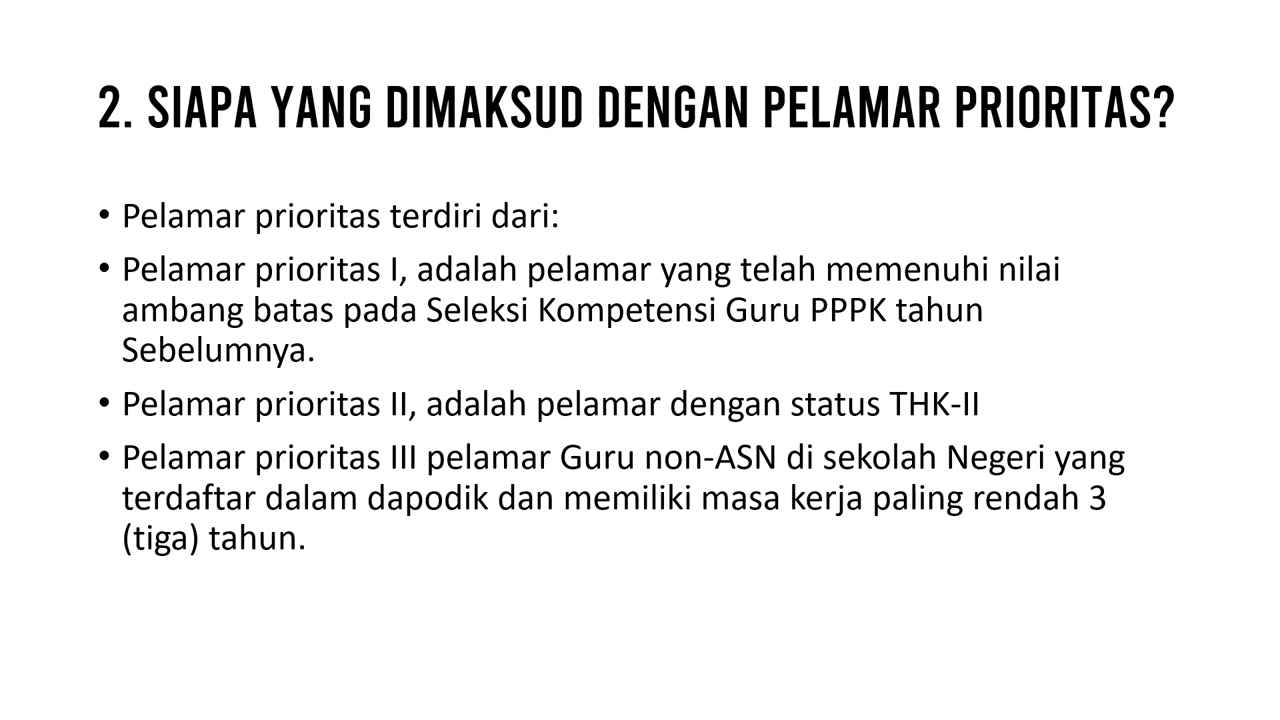 2. SIAPA YANG DIMAKSUD DENGAN PELAMAR PRIORITAS?
• Pelamar prioritas terdiri dari:
• Pelamar prioritas I, adalah pelamar yang telah memenuhi nilai
ambang batas pada Seleksi Kompetensi Guru PPPK tahun
Sebelumnya.
• Pelamar prioritas II, adalah pelamar dengan status THK-II
• Pelamar prioritas III pelamar Guru non-ASN di sekolah Negeri yang
terdaftar dalam dapodik dan memiliki masa kerja paling rendah 3
(tiga) tahun.